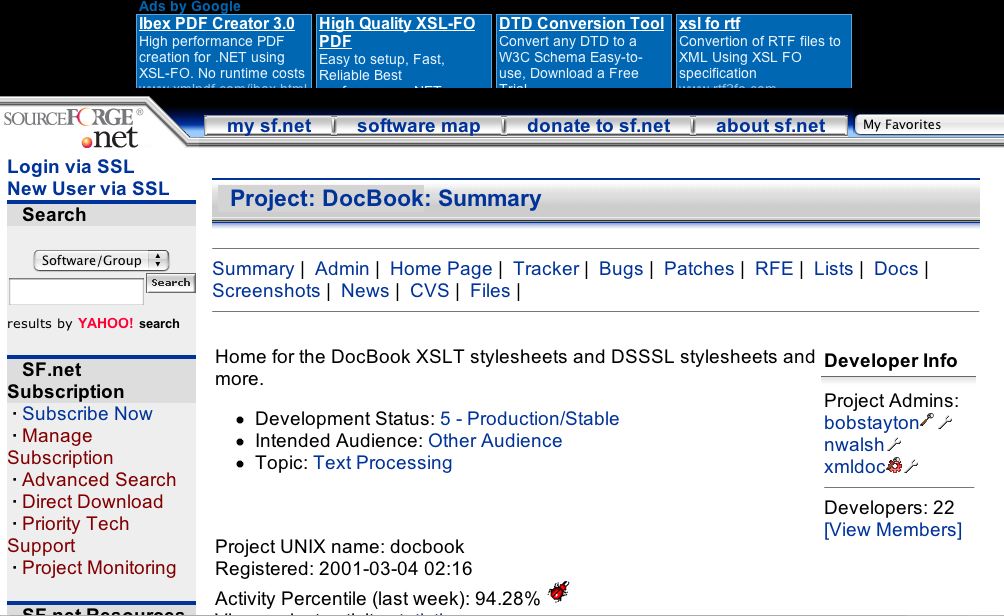 Ads by Google
Ibex PDF Creator 3.0
High performance PDF
creation for .NET using
XSL-FO. No runtime costs
www.xmlpdf.com/ibex.html
High Quality XSL-FO
PDF
Easy to setup, Fast,
Reliable Best
DTD Conversion Tool
Convert any DTD to a
W3C Schema Easy-to-
use, Download a Free
Trial
xsl fo rtf
Convertion of RTF files to
XML Using XSL FO
specification
SOURCEFORGE®
.net
my sf.net
software map
donate to sf.net
about sf.net
My Favorites
Login via SSL
New User via SSL
Search
Software/Group
Search
results by YAHOO! search
SF.net
Subscription
· Subscribe Now
· Manage
Subscription
· Advanced Search
· Direct Download
· Priority Tech
Support
· Project Monitoring
SF.net Resources
Project: DocBook: Summary
Summary | Admin | Home Page | Tracker | Bugs | Patches | RFE | Lists | Docs |
Screenshots | News | CVS | Files |
Home for the DocBook XSLT stylesheets and DSSSL stylesheets and
more.
• Development Status: 5 - Production/Stable
• Intended Audience: Other Audience
• Topic: Text Processing
Project UNIX name: docbook
Registered: 2001-03-04 02:16
Activity Percentile (last week): 94.28%
Developer Info
Project Admins:
bobstayton
nwalsh
xmldoc
Developers: 22
[View Members]